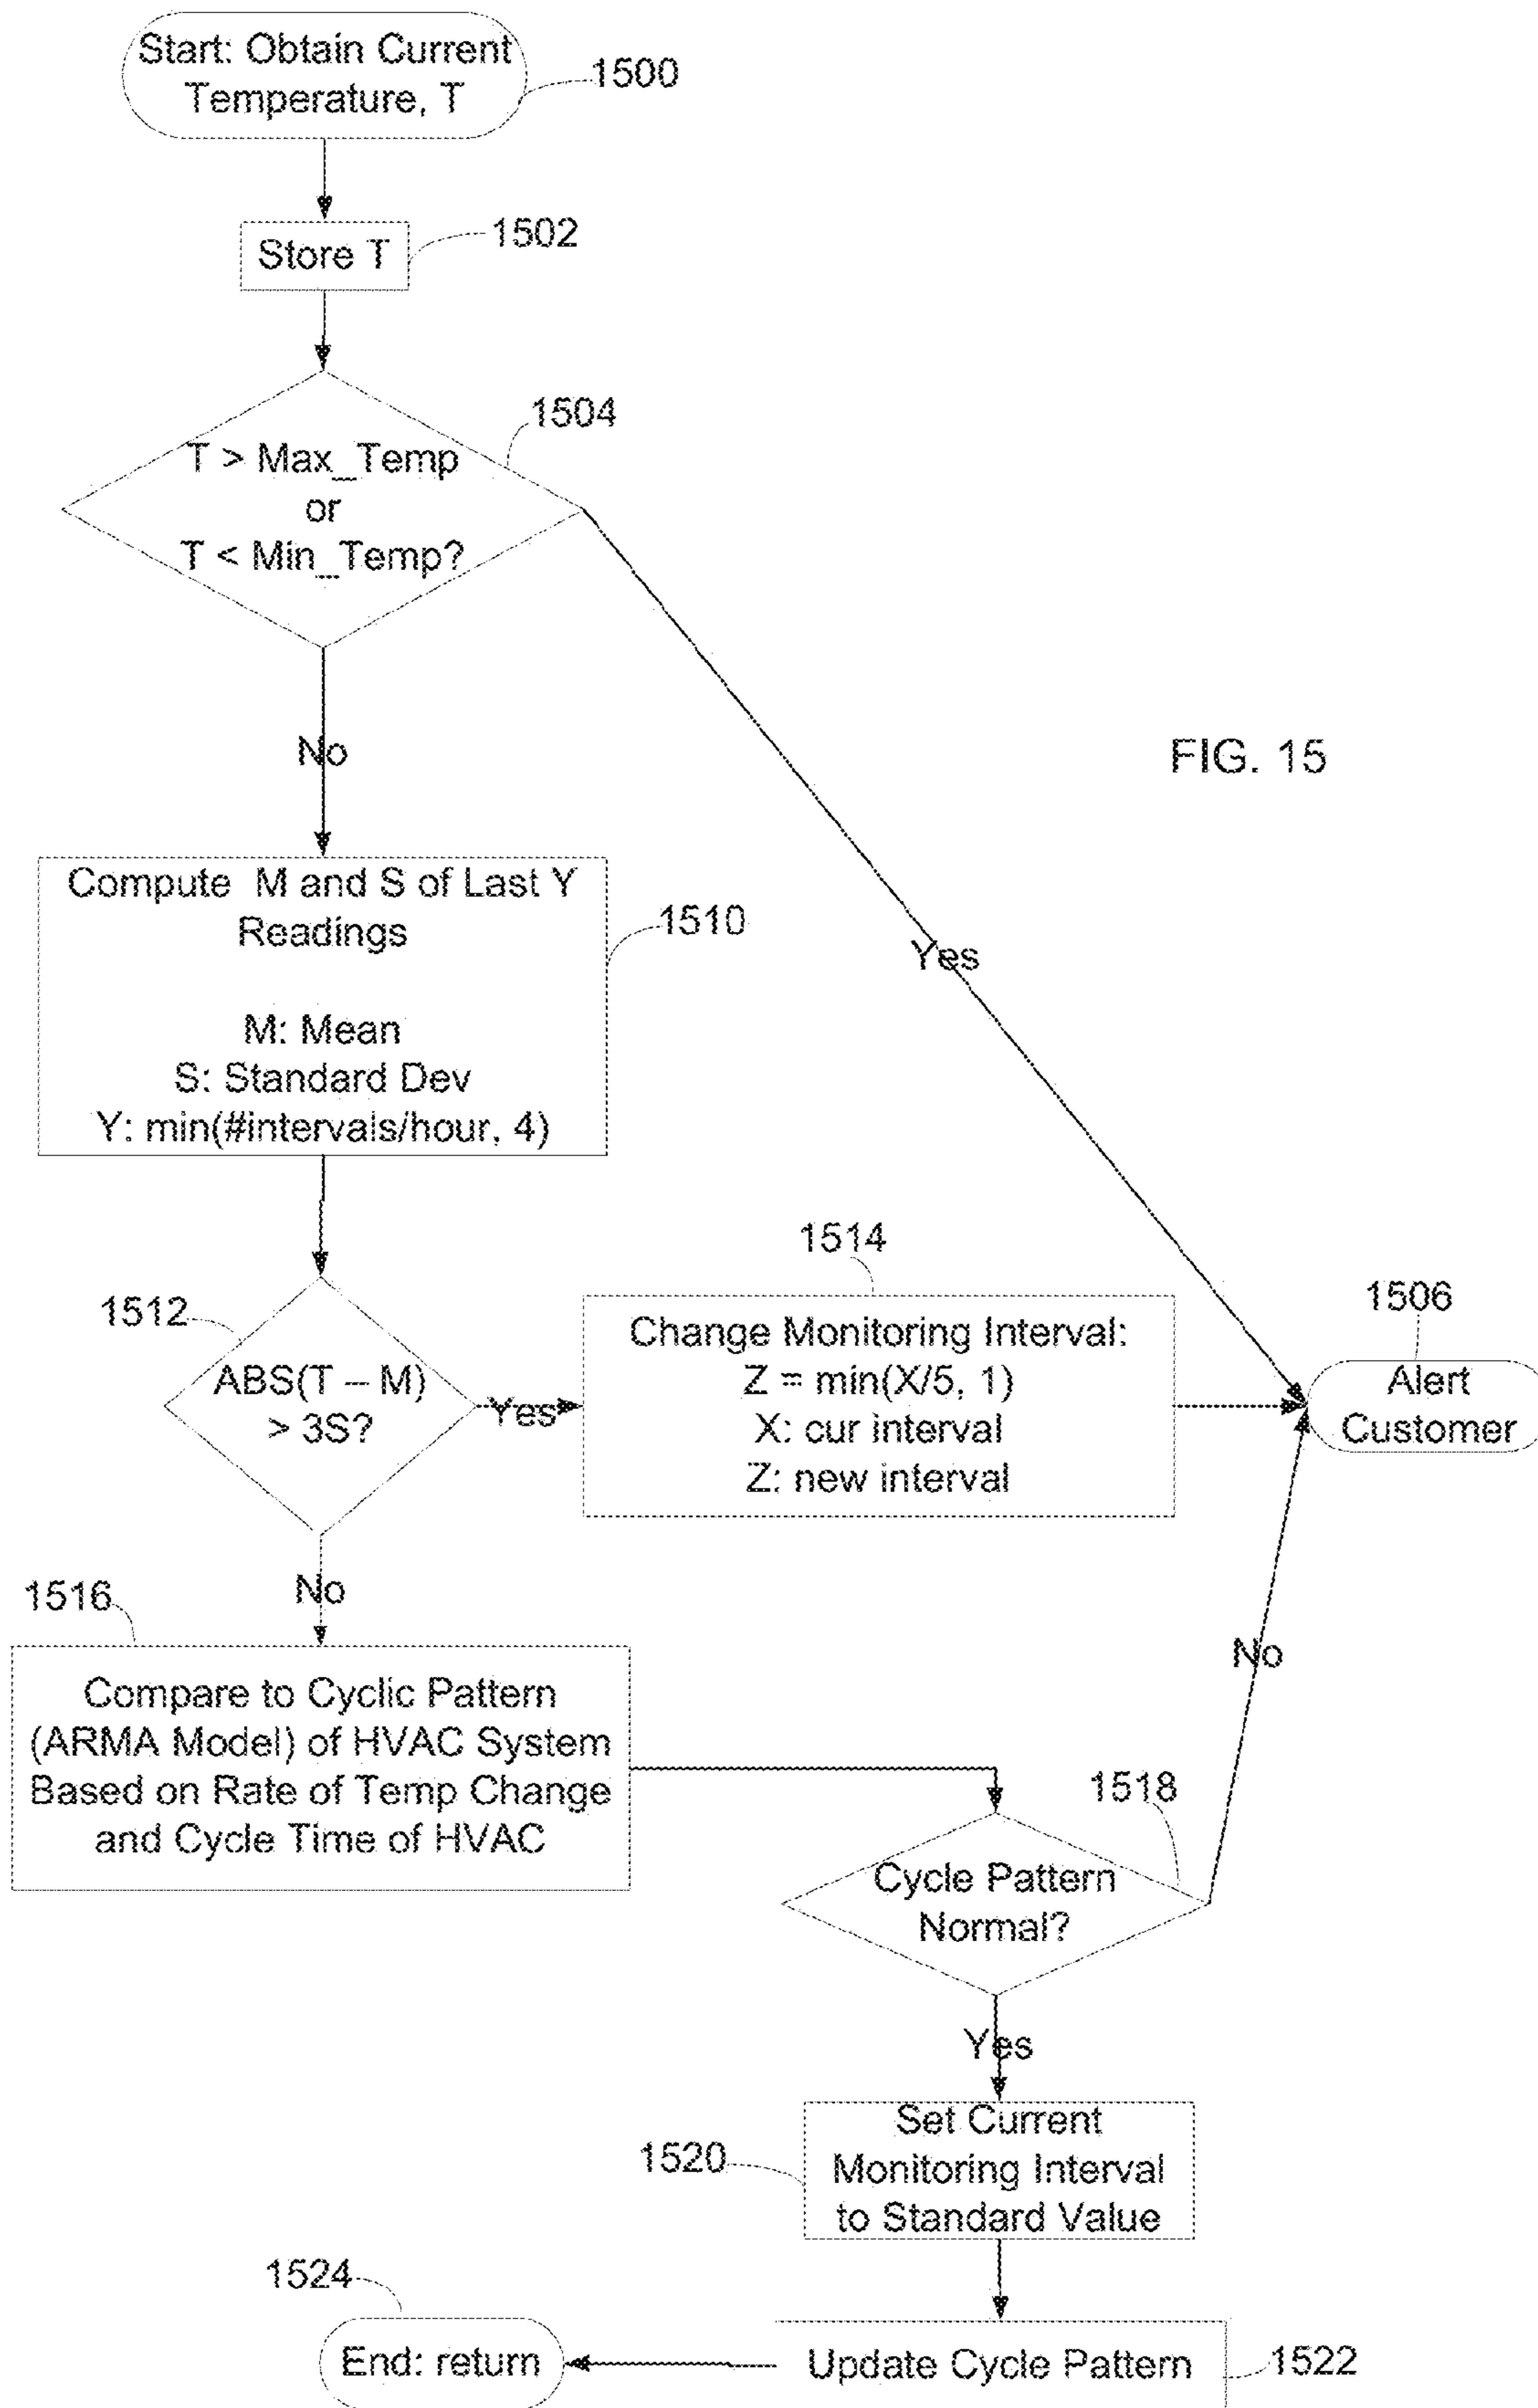 Start: Obtain Current
Temperature, T
1500
Store T
1502
1504
T > Max_Temp
or
T < Min_Temp?
No
Yes
FIG. 15
Compute M and S of Last Y
Readings
M: Mean
S: Standard Dev
Y: min(#intervals/hour, 4)
1510
1512
ABS(T – M)
> 3S?
Yes
1514
Change Monitoring Interval:
Z = min(X/5, 1)
X: cur interval
Z: new interval
1506
Alert
Customer
No
1516
Compare to Cyclic Pattern
(ARMA Model) of HVAC System
Based on Rate of Temp Change
and Cycle Time of HVAC
No
1518
Cycle Pattern
Normal?
Yes
1520
Set Current
Monitoring Interval
to Standard Value
1524
End: return
Update Cycle Pattern
1522